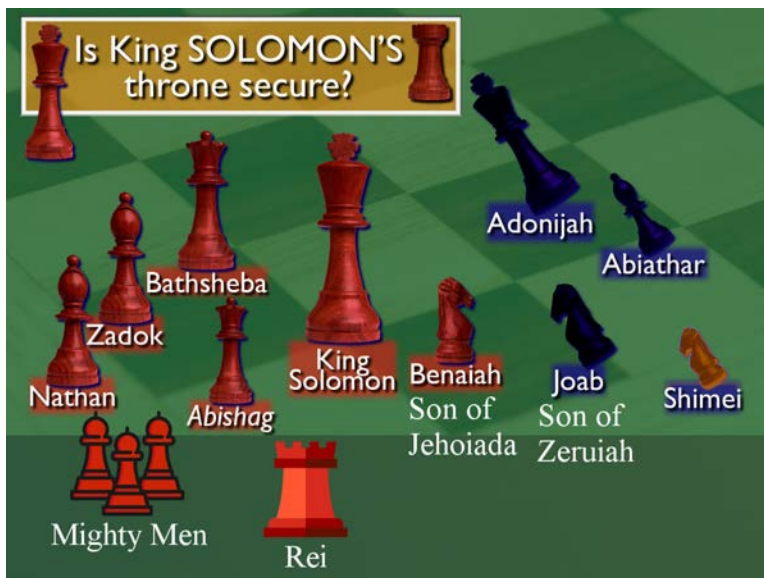 Is King SOLOMON'S
throne secure?
Adonijah
Abiathar
Bathsheba
Zadok
Nathan
Abishag
King
Solomon
Benaiah
Son of
Jehoiada
Joab
Son of
Zeruiah
Shimei
Mighty Men
Rei